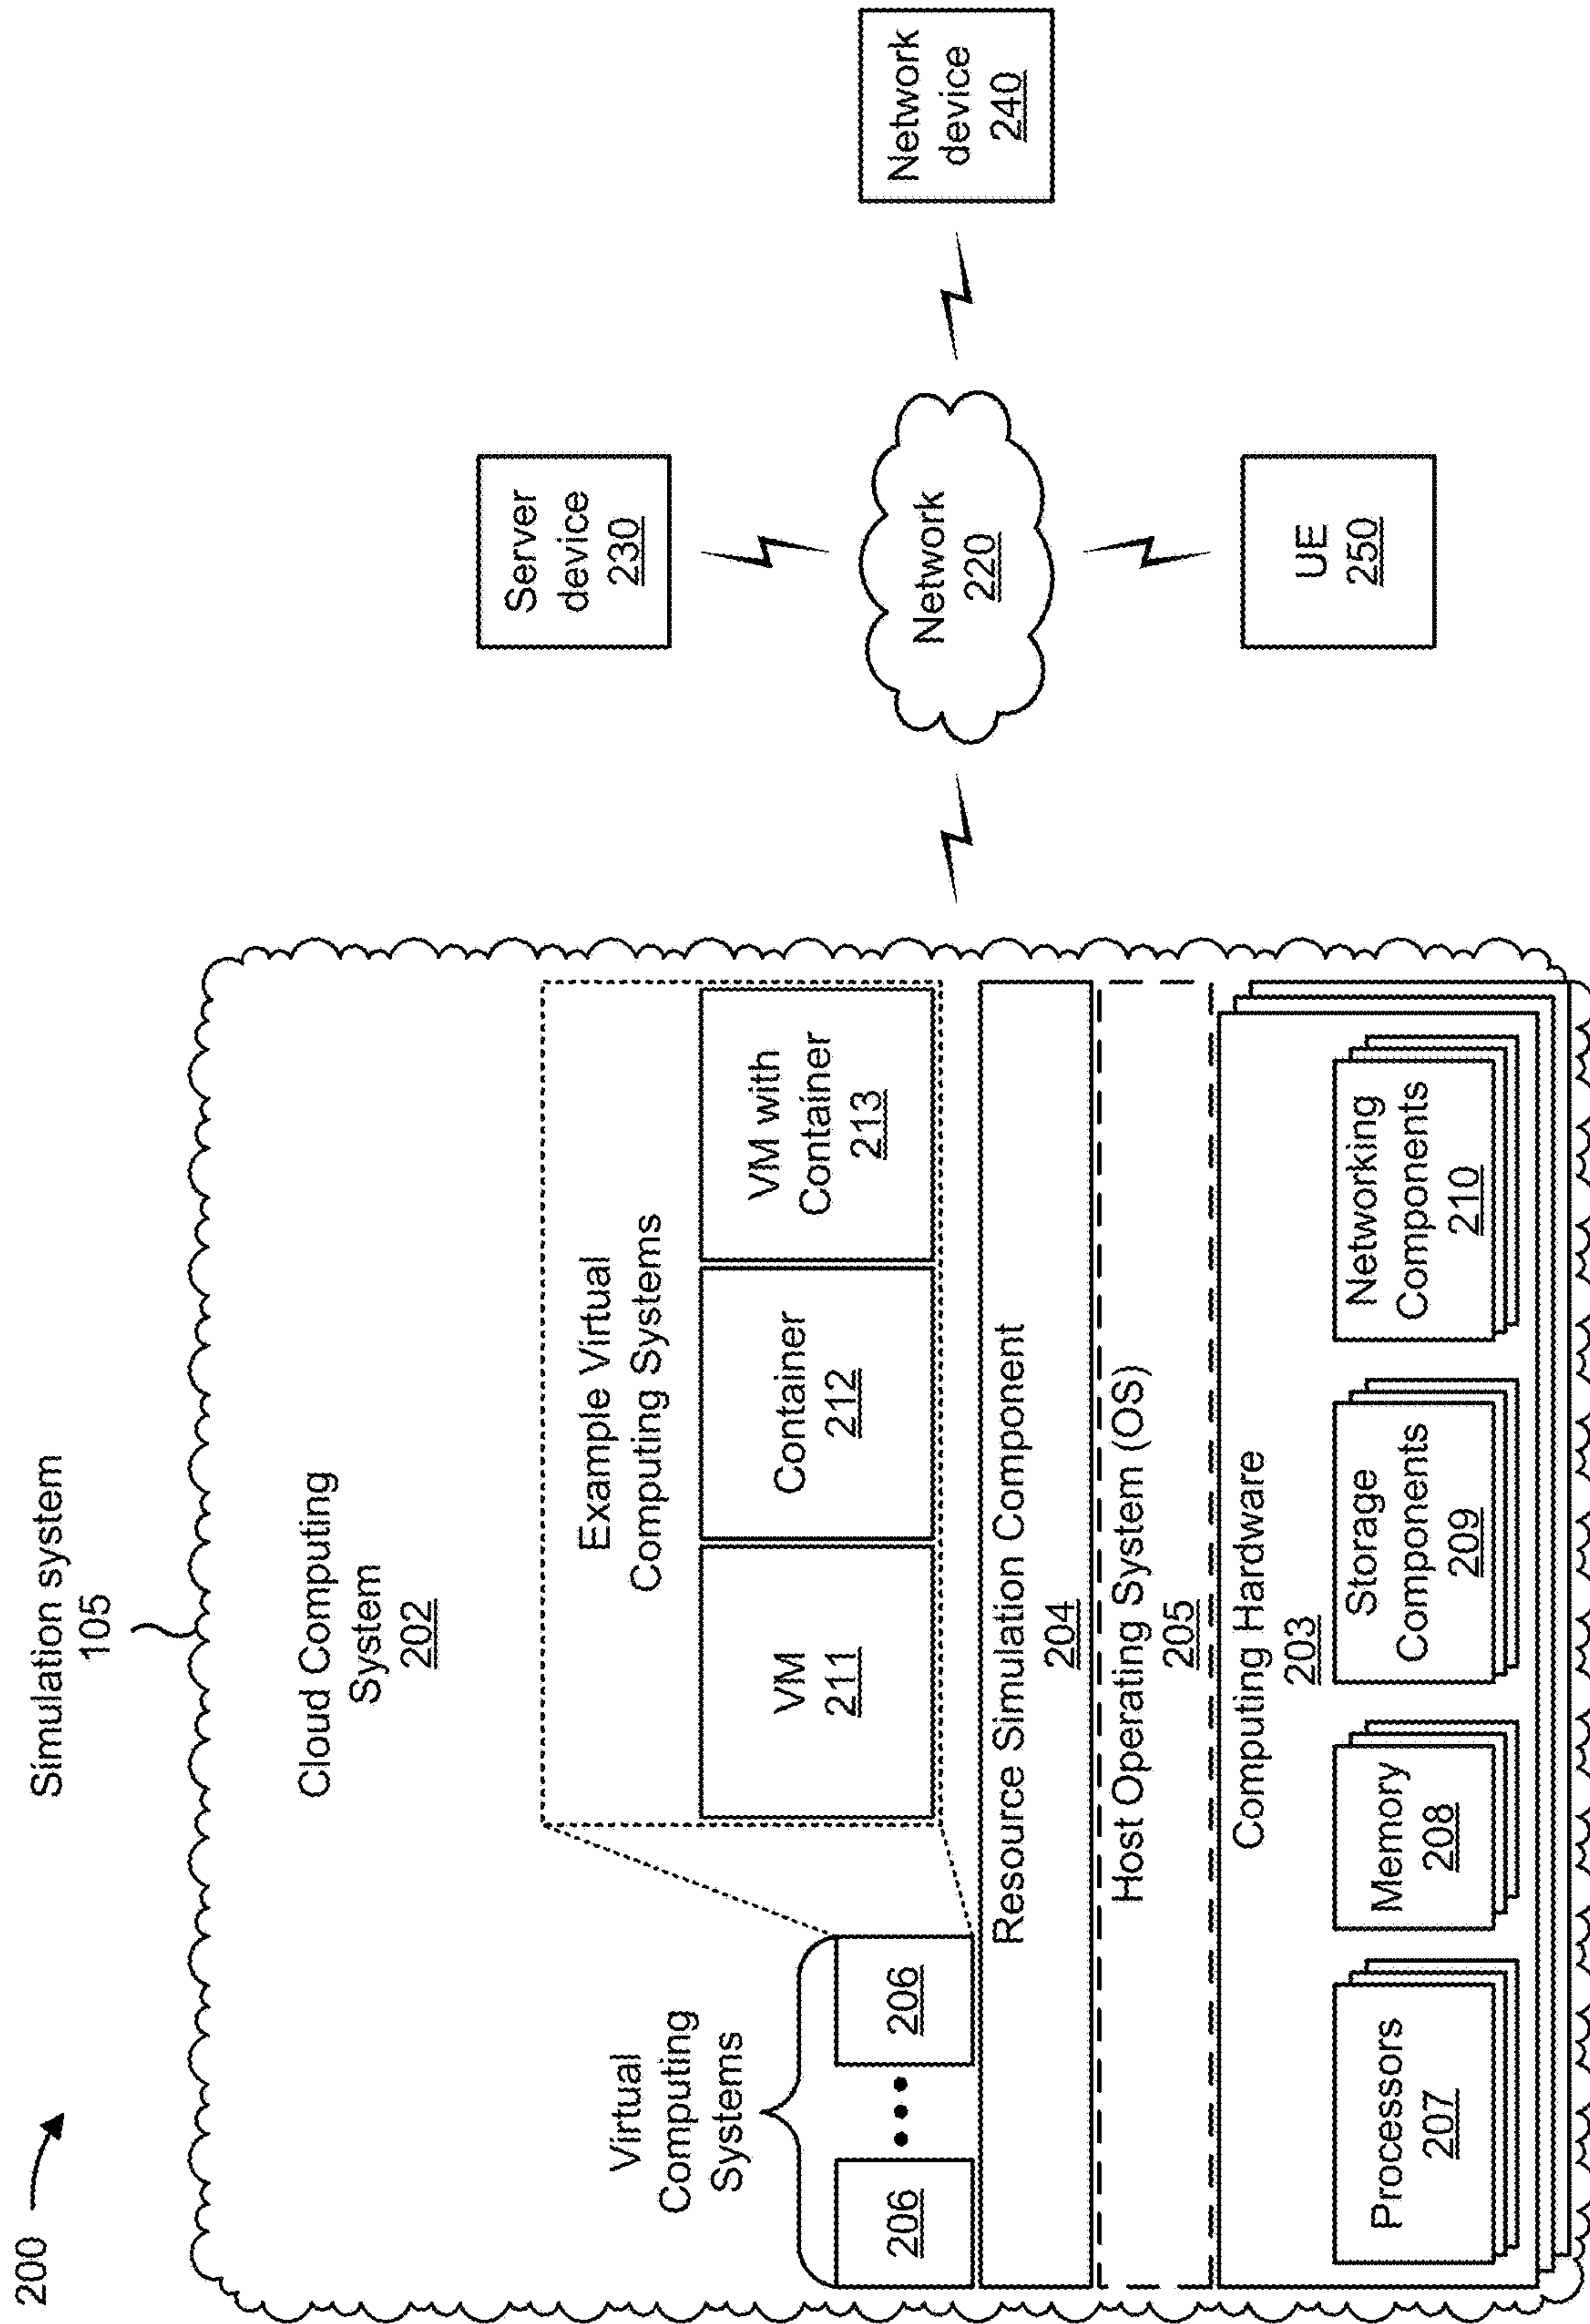 200
Simulation system
105
Cloud Computing
System
202
Virtual
Computing
Systems
206
206
Example Virtual
Computing Systems
VM
211
Container
212
VM with
Container
213
Resource Simulation Component
204
Host Operating System (OS)
205
Computing Hardware
203
Processors
207
Memory
208
Storage
Components
209
Networking
Components
210
Server
device
230
Network
220
Network
device
240
UE
250